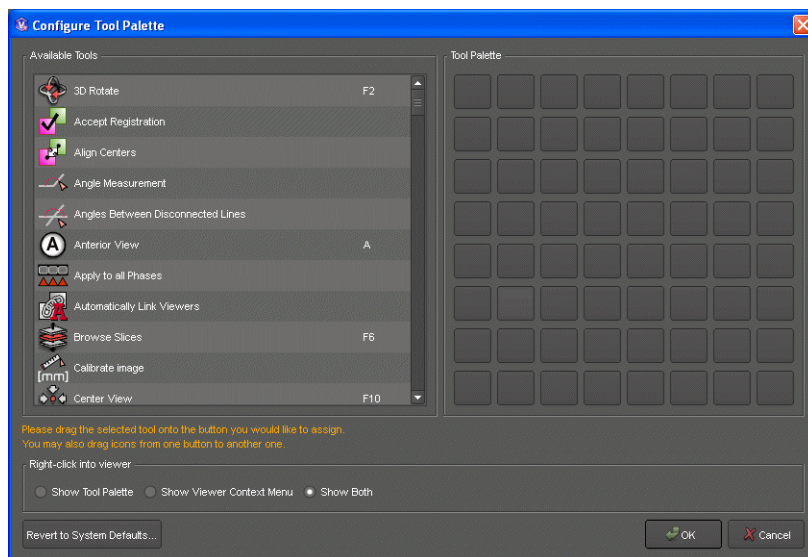 Configure Tool Palette
Available Tools
Tool Palette
3D Rotate F2
Accept Registration
Align Centers
Angle Measurement
Angles Between Disconnected Lines
A
Anterior View A
Apply to all Phases
A
Automatically Link Viewers
Browse Slices F6
Calibrate image
[mm]
Center View F10
Please drag the selected tool onto the button you would like to assign.
You may also drag icons from one button to another one.
Right-click into viewer
Show Tool Palette Show Viewer Context Menu Show Both
Revert to System Defaults... OK Cancel